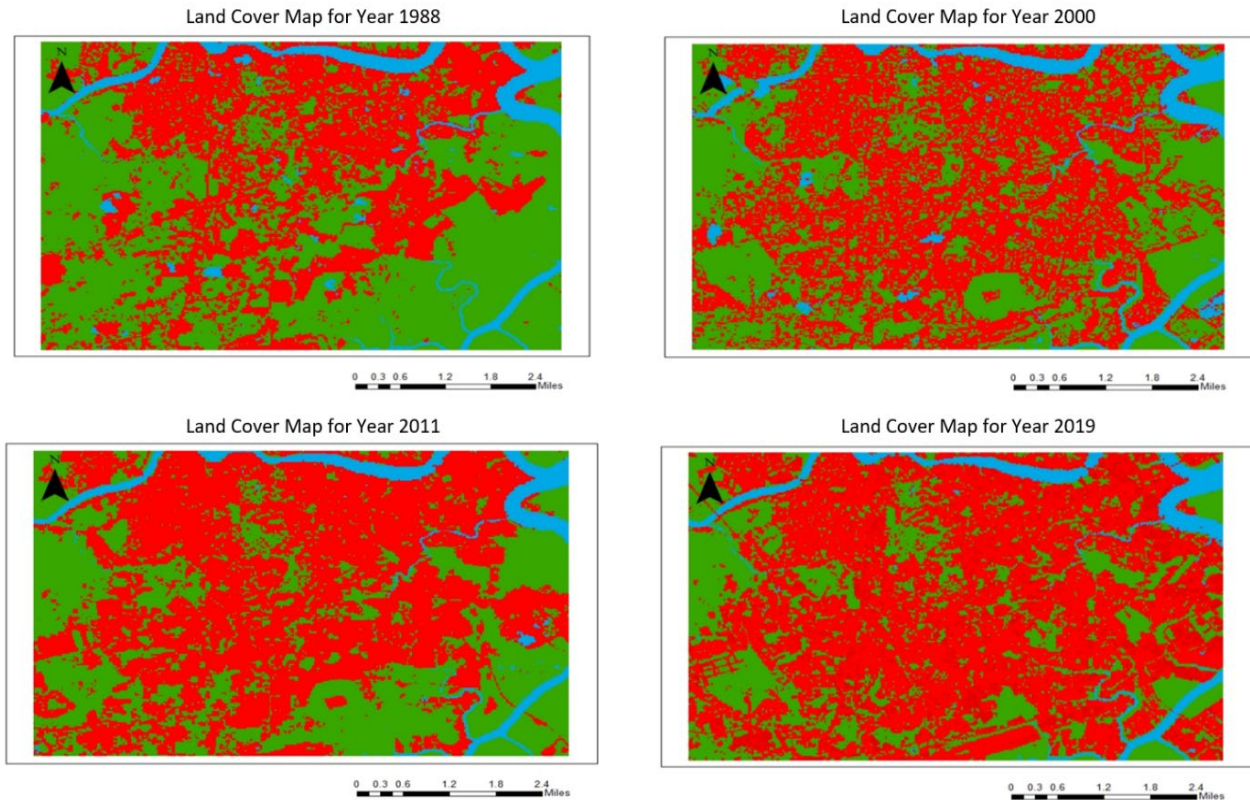 Land Cover Map for Year 1988
N
0 0.3 0.6 1.2 1.8 2.4
Miles
Land Cover Map for Year 2000
N
0 0.3 0.6 1.2 1.8 2.4
Miles
Land Cover Map for Year 2011
N
0 0.3 0.6 1.2 1.8 2.4
Miles
Land Cover Map for Year 2019
N
0 0.3 0.6 1.2 1.8 2.4
Miles